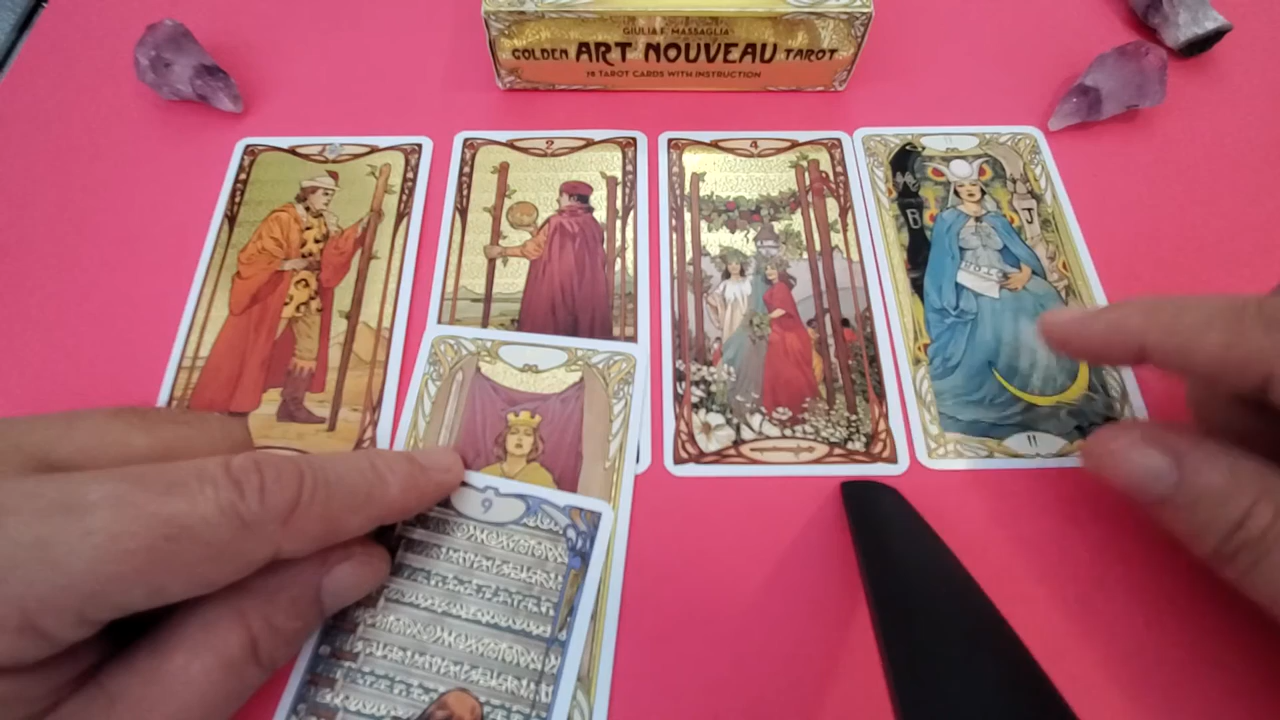 GIULIA F. MASSAGLIA
GOLDEN ART NOUVEAU TAROT
78 TAROT CARDS WITH INSTRUCTION
2
4
II
B
J
II
9